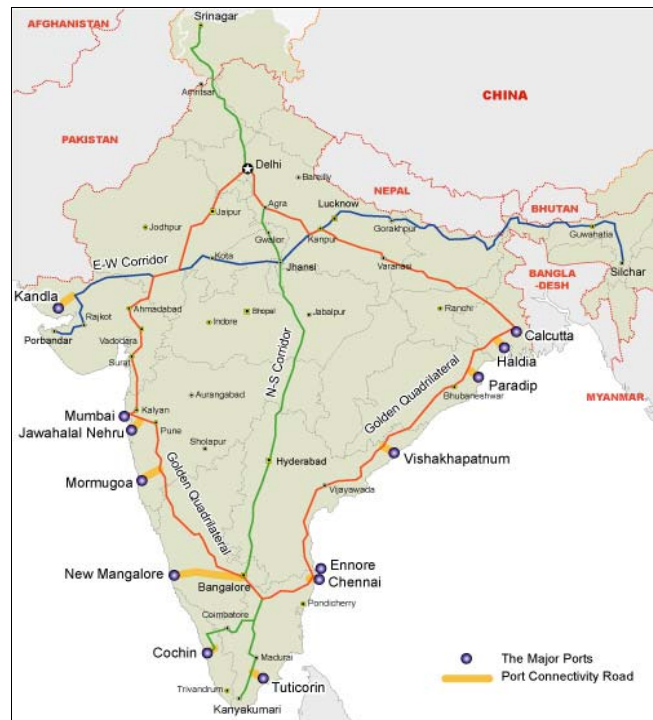 AFGHANISTAN
Srinagar
Amritsar
CHINA
PAKISTAN
Delhi
Bareilly
NEPAL
BHUTAN
Jaipur
Agra
Lucknow
Jodhpur
Gwalior
Kanpur
Gorakhpur
Guwahatia
E-W Corridor
Kota
Jhansi
Varanasi
BANGLA
-DESH
Silchar
Kandla
Rajkot
Ahmadabad
Indore
Bhopal
Jabalpur
Ranchi
Porbandar
Vadodara
Calcutta
Surat
N-S Corridor
Golden Quadrilateral
Haldia
Paradip
MYANMAR
Aurangabad
Bhubaneshwar
Mumbai
Kalyan
Jawahalal Nehru
Pune
Sholapur
Hyderabad
Vishakhapatnum
Mormugoa
Golden Quadrilateral
Vijayawada
Ennore
New Mangalore
Chennai
Bangalore
Pondicherry
Coimbatore
Cochin
Madurai
The Major Ports
Trivandrum
Tuticorin
Port Connectivity Road
Kanyakumari